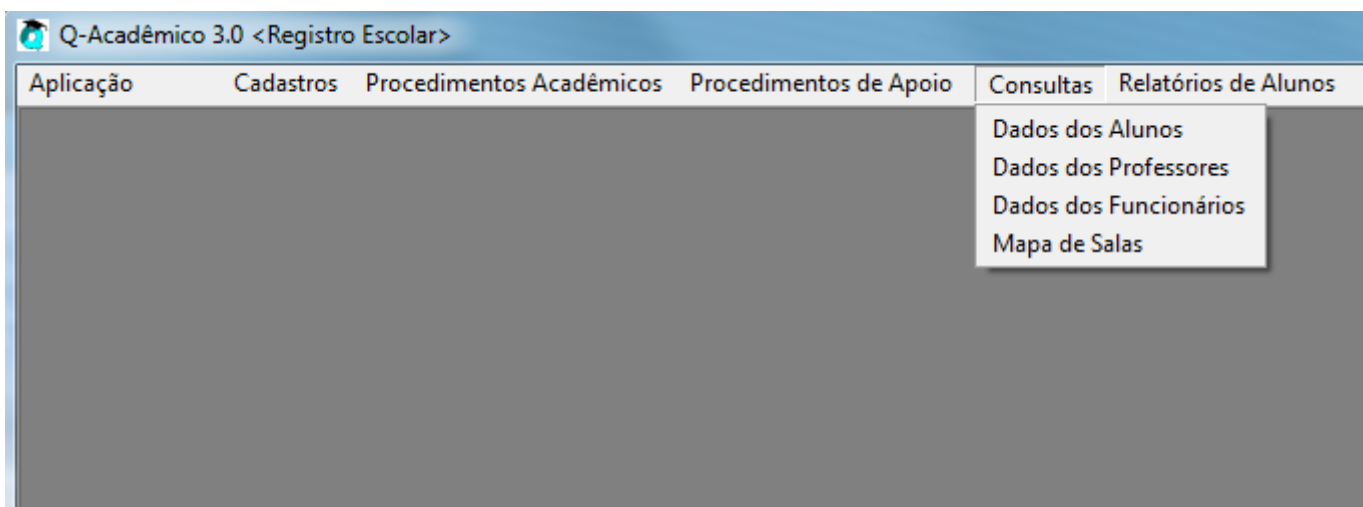 Q-Acadêmico 3.0 <Registro Escolar>
Aplicação Cadastros Procedimentos Acadêmicos Procedimentos de Apoio Consultas Relatórios de Alunos
Dados dos Alunos
Dados dos Professores
Dados dos Funcionários
Mapa de Salas